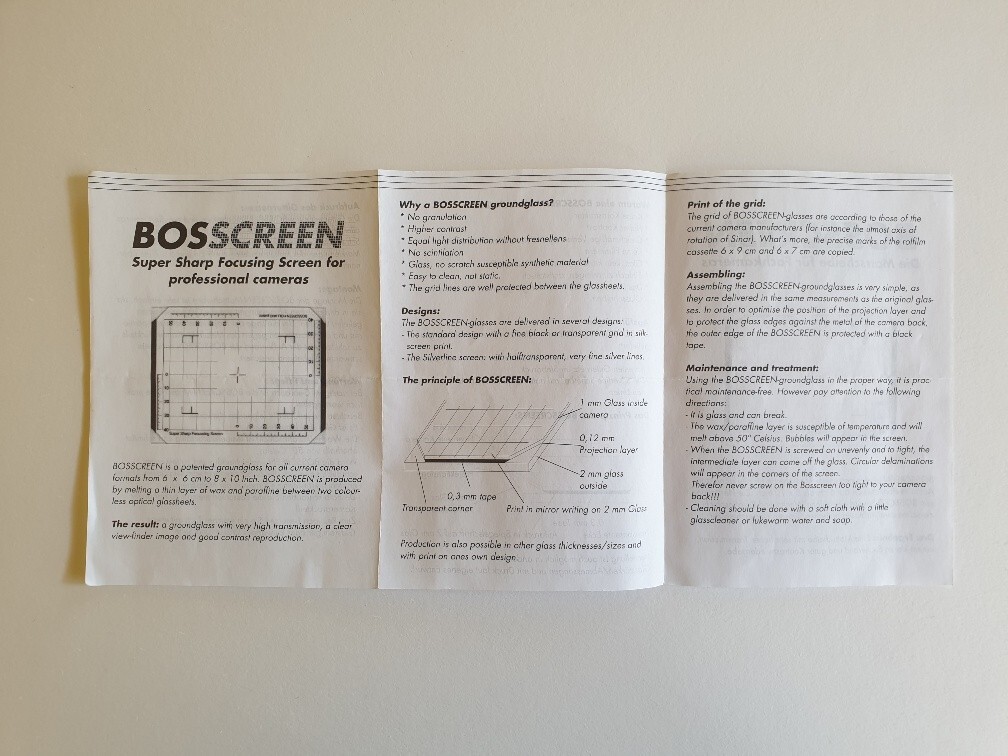 BOSSCREEN
Super Sharp Focusing Screen for
professional cameras
Super Sharp Focusing Screen
BOSSCREEN is a patented groundglass for all current camera
formats from 6 x 6 cm to 8 x 10 Inch. BOSSCREEN is produced
by melting a thin layer of wax and parafine between two colour-
less optical glassheets.
The result: a groundglass with very high transmission, a clear
view-finder image and good contrast reproduction.
Why a BOSSCREEN groundglass?
* No granulation
* Higher contrast
* Equal light distribution without fresnellens
* No scintiliation
* Glass, no scratch susceptible synthetic material
* Easy to clean, not static.
* The grid lines are well protected between the glassheets.
Designs:
The BOSSCREEN-glasses are delivered in several designs:
- The standard design with a fine black or transparent grid in silk-
screen print.
- The Silverline screen: with halftransparent, very fine silver lines.
The principle of BOSSCREEN:
1 mm Glass inside
camera
0,12 mm
Projection layer
2 mm glass
outside
0,3 mm tape
Transparent corner
Print in mirror writing on 2 mm Glass
Production is also possible in other glass thicknesses/sizes and
with print on ones own design.
Print of the grid:
The grid of BOSSCREEN-glasses are according to those of the
current camera manufacturers (for instance the utmost axis of
rotation of Sinar). What's more, the precise marks of the rolfilm
cassette 6 x 9 cm and 6 x 7 cm are copied.
Assembling:
Assembling the BOSSCREEN-groundglasses is very simple, as
they are delivered in the same measurements as the original glas-
ses. In order to optimise the position of the projection layer and
to protect the glass edges against the metal of the camera back,
the outer edge of the BOSSCREEN is protected with a black
tape.
Maintenance and treatment:
Using the BOSSCREEN-groundglass in the proper way, it is prac-
tical maintenance-free. However pay attention to the following
directions:
- It is glass and can break.
- The wax/paraffine layer is susceptible of temperature and will
melt above 50° Celsius. Bubbles will appear in the screen.
- When the BOSSCREEN is screwed on unevenly and to tight, the
intermediate layer can come off the glass. Circular delaminations
will appear in the corners of the screen.
Therefor never screw on the Bosscreen too tight to your camera
back!!!
- Cleaning should be done with a soft cloth with a little
glasscleaner or lukewarm water and soap.